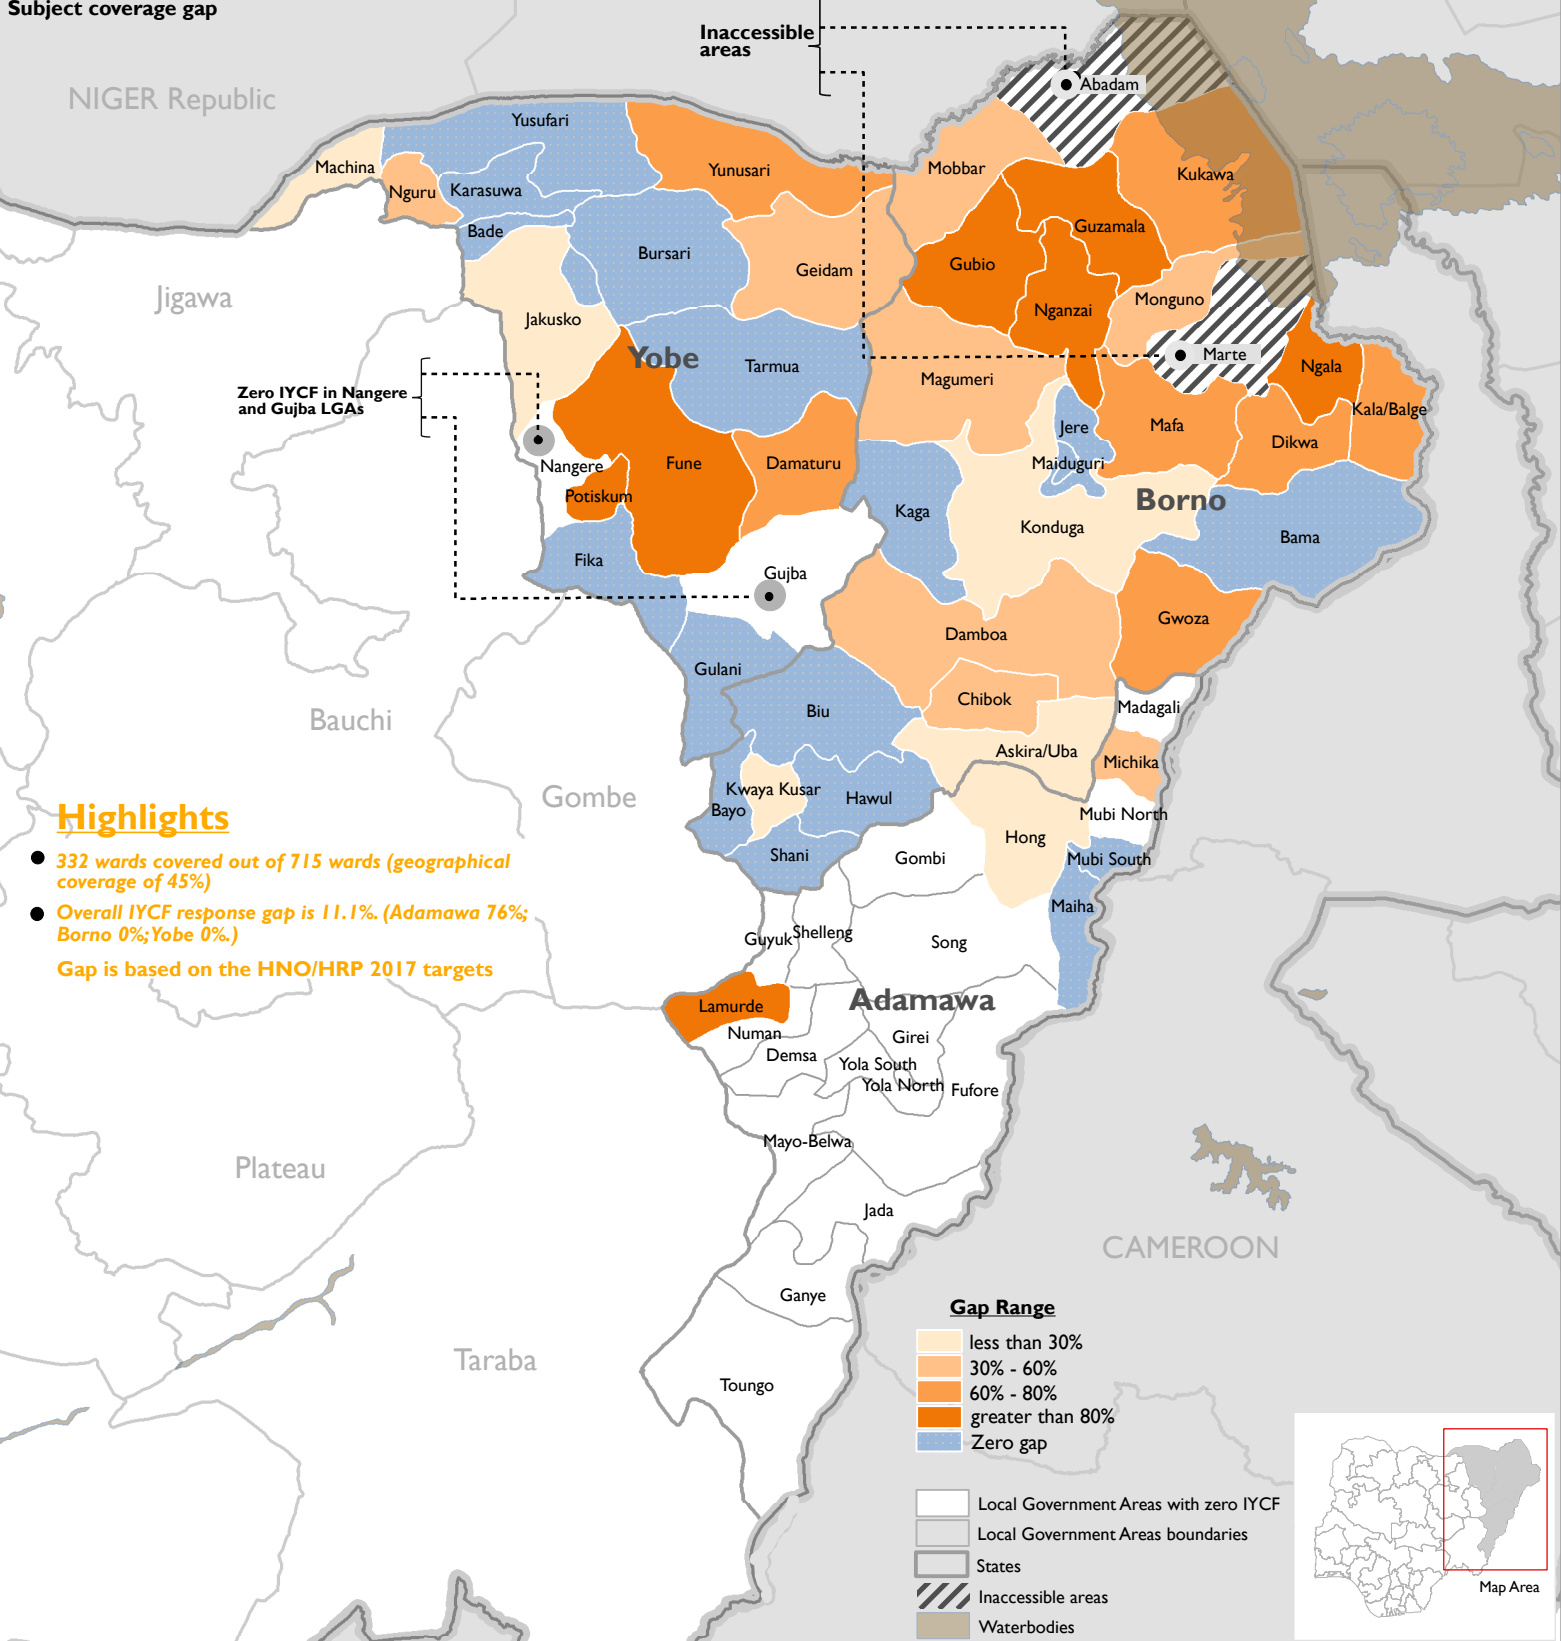 Subject coverage gap
Inaccessible
areas
NIGER Republic
Abadam
Yusufari
Machina
Yunusari
Mobbar
Kukawa
Nguru
Karasuwa
Bade
Guzamala
Bursari
Geidam
Gubio
Jigawa
Monguno
Nganzai
Jakusko
Yobe
Marte
Tarmua
Ngala
Magumeri
Zero IYCF in Nangere
and Gujba LGAs
Kala/Balge
Jere
Mafa
Dikwa
Nangere
Fune
Damaturu
Maiduguri
Potiskum
Borno
Kaga
Konduga
Bama
Fika
Gujba
Gwoza
Damboa
Gulani
Chibok
Madagali
Bauchi
Biu
Askira/Uba
Michika
Kwaya Kusar
Gombe
Hawul
Bayo
Mubi North
Highlights
332 wards covered out of 715 wards (geographical
coverage of 45%)
Overall IYCF response gap is 11.1%. (Adamawa 76%;
Borno 0%;Yobe 0%.)
Gap is based on the HNO/HRP 2017 targets
Hong
Shani
Gombi
Mubi South
Maiha
Guyuk
Shelleng
Song
Adamawa
Lamurde
Numan
Girei
Demsa
Yola South
Yola North
Fufore
Mayo-Belwa
Plateau
Jada
CAMEROON
Ganye
Taraba
Toungo
Gap Range
less than 30%
30% - 60%
60% - 80%
greater than 80%
Zero gap
Local Government Areas with zero IYCF
Local Government Areas boundaries
States
Inaccessible areas
Waterbodies
Map Area